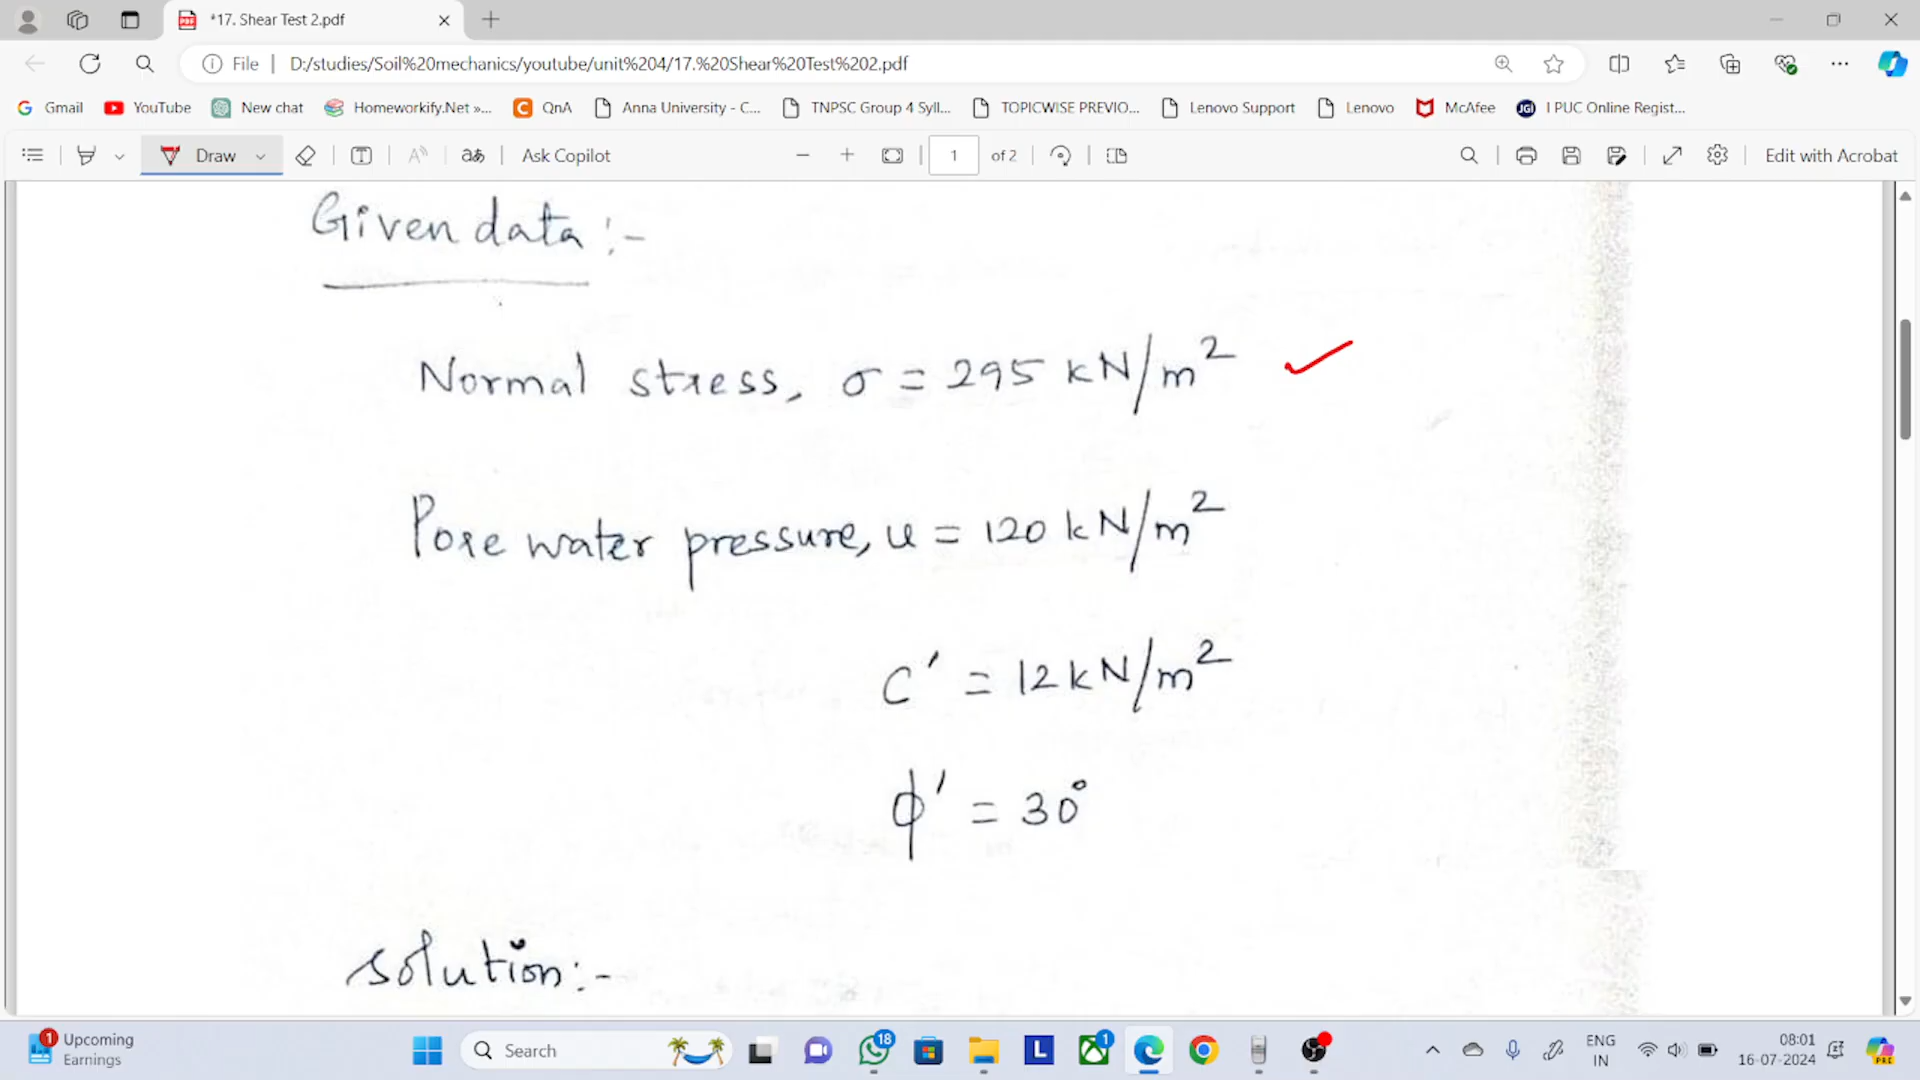 *17. Shear Test 2.pdf
File
D:/studies/Soil%20mechanics/youtube/unit%204/17.%20Shear%20Test%202.pdf
Gmail YouTube New chat Homeworkify.Net »... QnA Anna University - C... TNPSC Group 4 Syll... TOPICWISE PREVIO... Lenovo Support Lenovo McAfee I PUC Online Regist...
Draw Ask Copilot 1 of 2 Edit with Acrobat
Given data :-
Normal stress, σ = 295 kN/m²
Pore water pressure, u = 120 kN/m²
C' = 12 kN/m²
ϕ' = 30°
solution:-
1 Upcoming
Earnings
Search
18
1
ENG
IN
08:01
16-07-2024